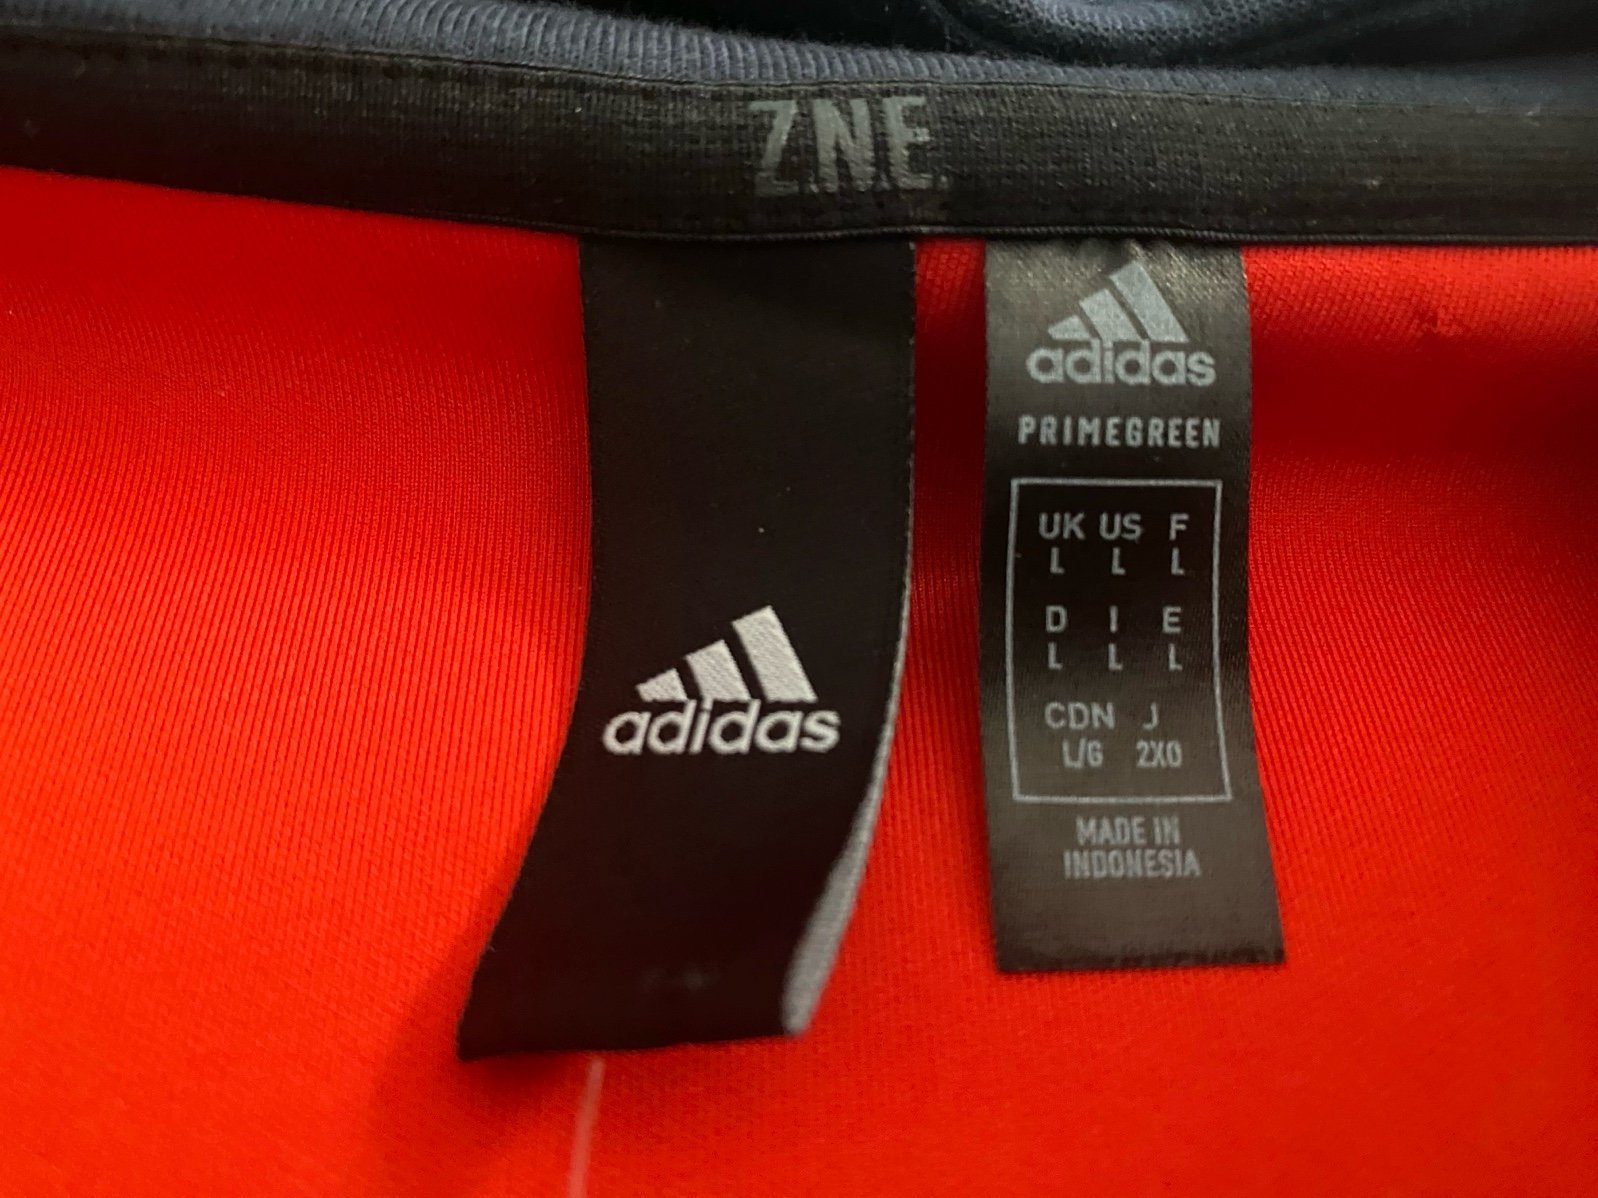 Z.N.E.
adidas
adidas
PRIMEGREEN
UK US F
L L L
D I E
L L L
CDN J
L/G 2XO
MADE IN
INDONESIA